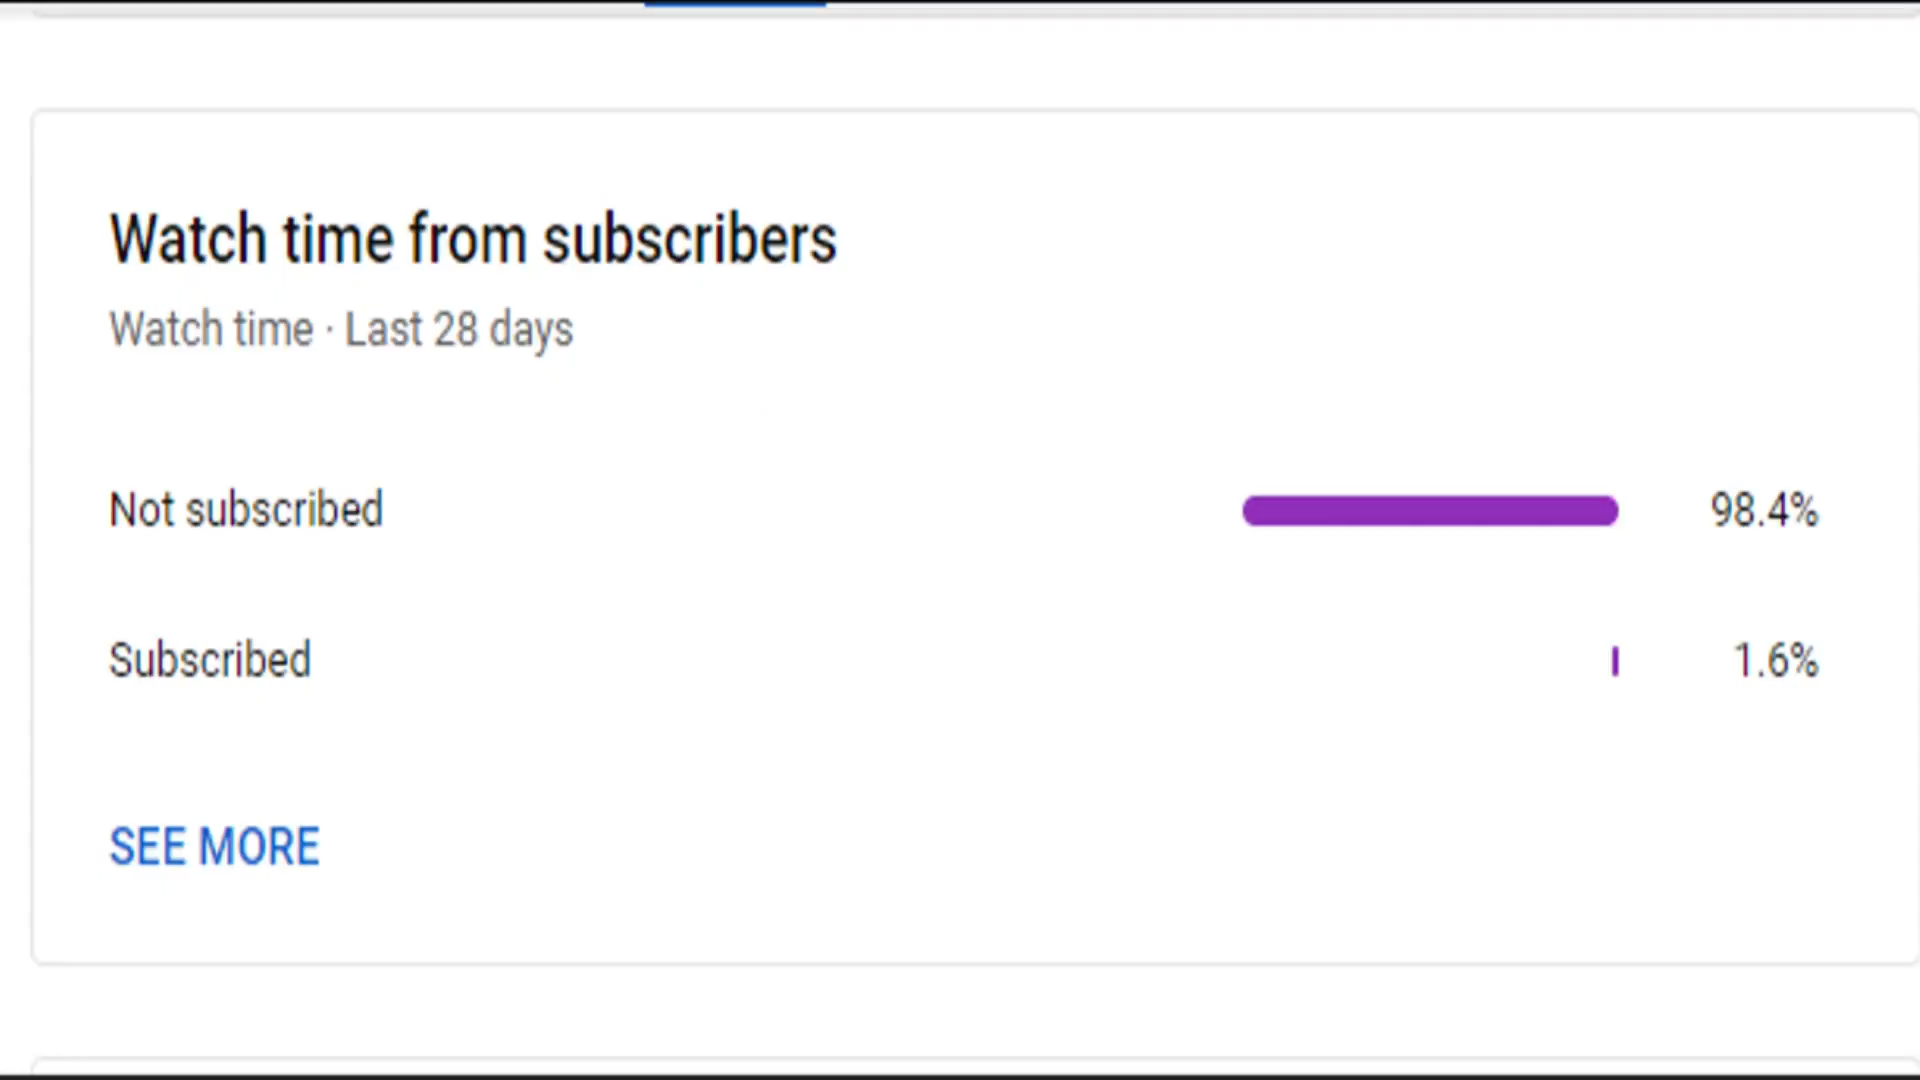 Watch time from subscribers
Watch time · Last 28 days
Not subscribed 98.4%
Subscribed 1.6%
SEE MORE